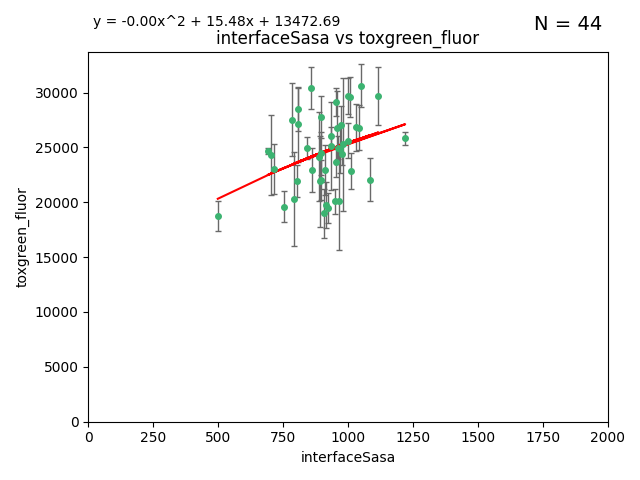 y = -0.00x^2 + 15.48x + 13472.69
N = 44
interfaceSasa vs toxgreen_fluor
30000
25000
20000
15000
10000
5000
0
toxgreen_fluor
0 250 500 750 1000 1250 1500 1750 2000
interfaceSasa